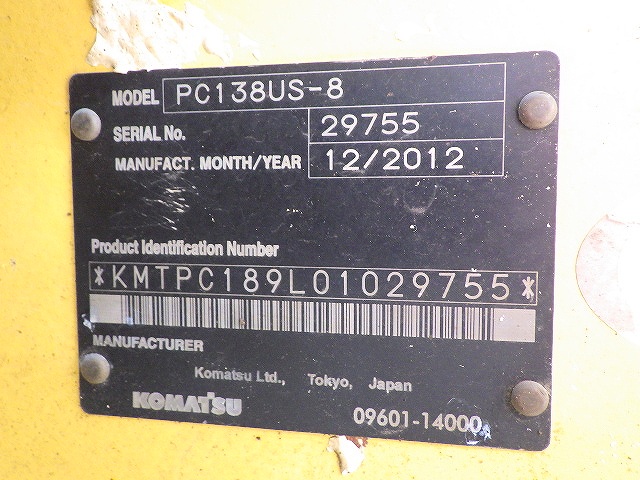 MODEL PC138US-8
SERIAL No. 29755
MANUFACT. MONTH/YEAR 12/2012
Product Identification Number
*KMTPC189L01029755*
MANUFACTURER
Komatsu Ltd., Tokyo, Japan
KOMATSU 09601-14000